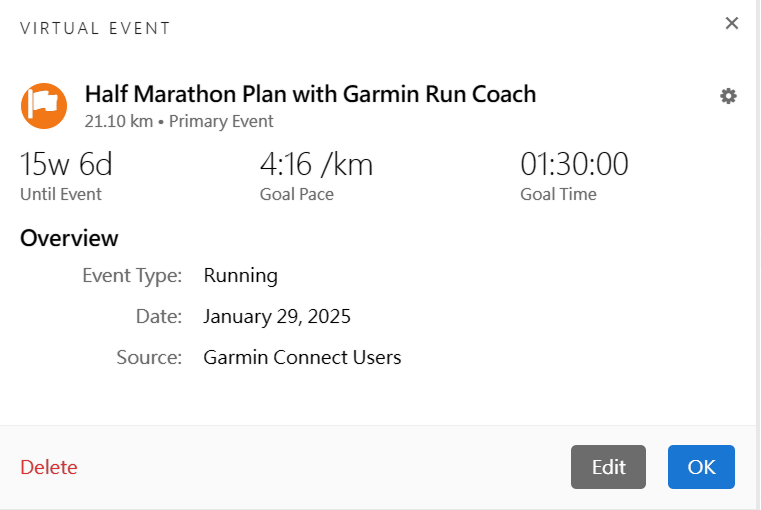 VIRTUAL EVENT
Half Marathon Plan with Garmin Run Coach
21.10 km • Primary Event
15w 6d
Until Event
4:16 /km
Goal Pace
01:30:00
Goal Time
Overview
Event Type: Running
Date: January 29, 2025
Source: Garmin Connect Users
Delete
Edit
OK